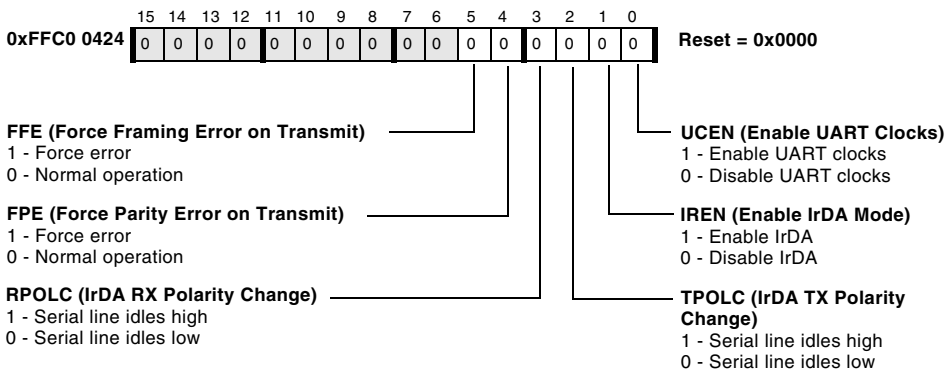 15 14 13 12 11 10 9 8 7 6 5 4 3 2 1 0
0xFFC0 0424 0 0 0 0 0 0 0 0 0 0 0 0 0 0 0 0 Reset = 0x0000
FFE (Force Framing Error on Transmit)
1 - Force error
0 - Normal operation
FPE (Force Parity Error on Transmit)
1 - Force error
0 - Normal operation
RPOLC (IrDA RX Polarity Change)
1 - Serial line idles high
0 - Serial line idles low
UCEN (Enable UART Clocks)
1 - Enable UART clocks
0 - Disable UART clocks
IREN (Enable IrDA Mode)
1 - Enable IrDA
0 - Disable IrDA
TPOLC (IrDA TX Polarity
Change)
1 - Serial line idles high
0 - Serial line idles low